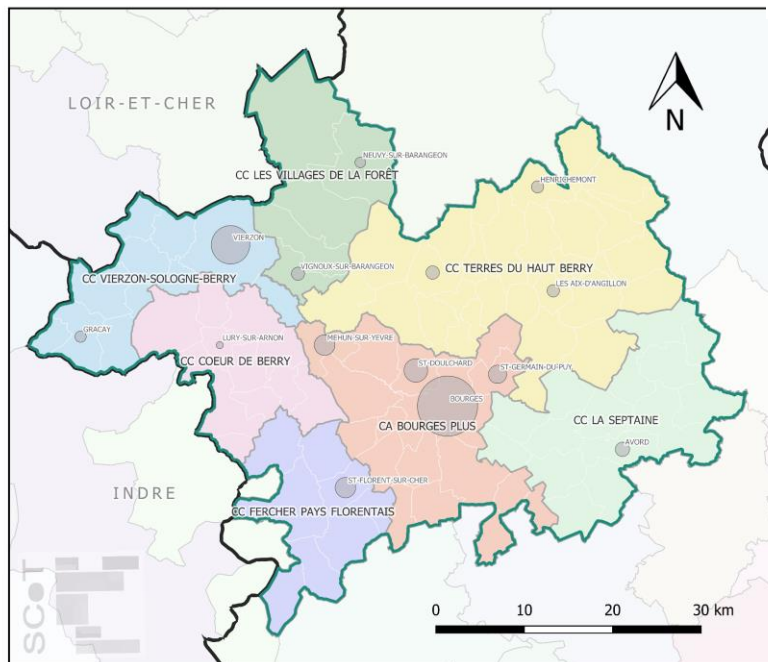 LOIR-ET-CHER
N
NEUVY-SUR-BARANGEON
CC LES VILLAGES DE LA FORÊT
HENRICHEMONT
VIERZON
CC VIERZON-SOLOGNE-BERRY
VIGNOUX-SUR-BARANGEON
CC TERRES DU HAUT BERRY
LES AIX-D'ANGILLON
GRACAY
LURY-SUR-ARNON
MEHUN-SUR-YEVRE
CC COEUR DE BERRY
ST-DOULCHARD
ST-GERMAIN-DU-PUY
BOURGES
CA BOURGES PLUS
CC LA SEPTAINE
AVORD
INDRE
ST-FLORENT-SUR-CHER
CC FERCHER PAYS FLORENTAIS
SCoT
0 10 20 30 km